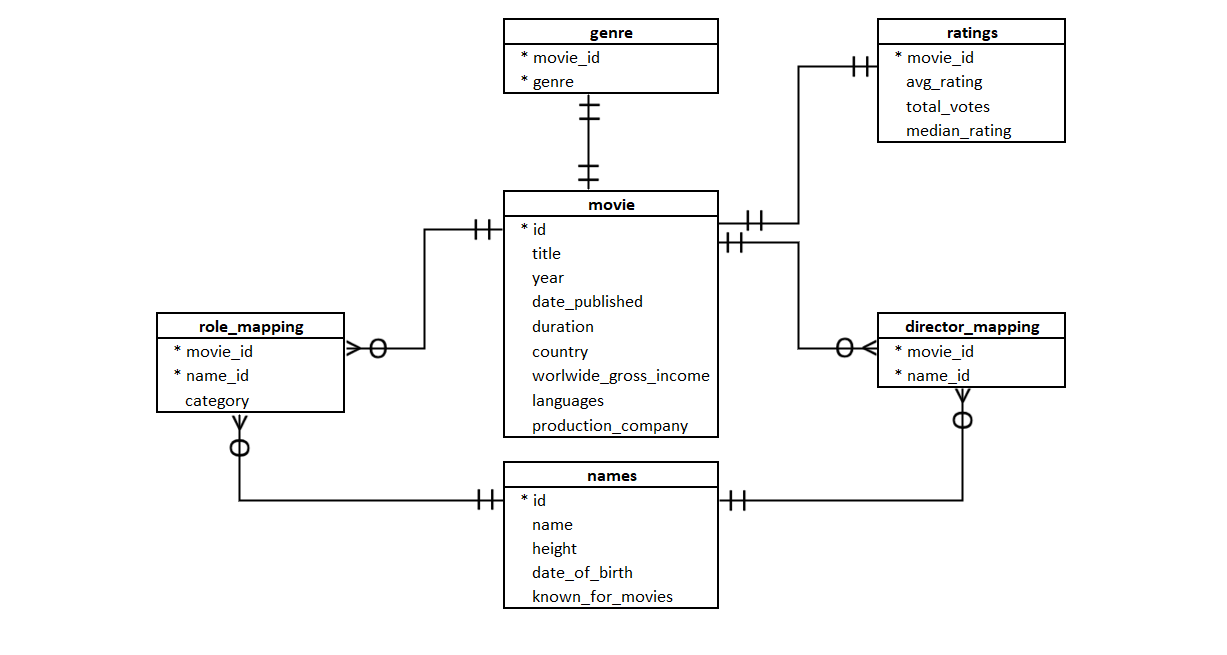 genre
* movie_id
* genre
ratings
* movie_id
avg_rating
total_votes
median_rating
movie
* id
title
year
date_published
duration
country
worlwide_gross_income
languages
production_company
role_mapping
* movie_id
* name_id
category
director_mapping
* movie_id
* name_id
names
* id
name
height
date_of_birth
known_for_movies